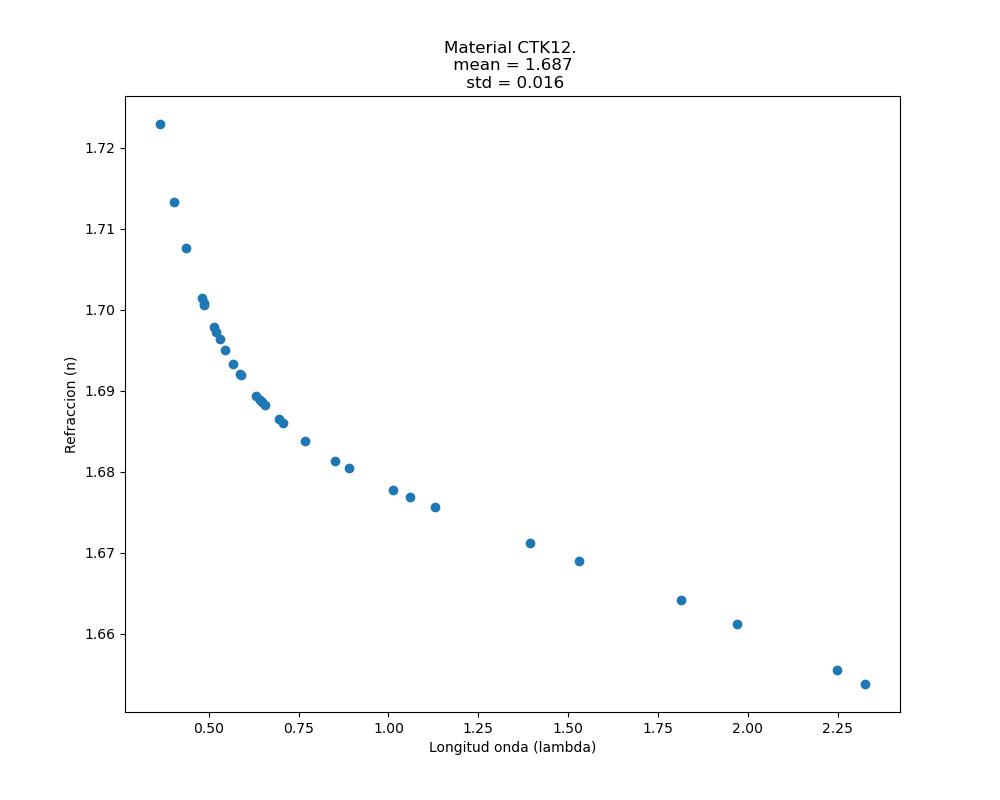 Material CTK12.
mean = 1.687
std = 0.016
1.72
1.71
1.70
1.69
1.68
1.67
1.66
Refraccion (n)
0.50 0.75 1.00 1.25 1.50 1.75 2.00 2.25
Longitud onda (lambda)